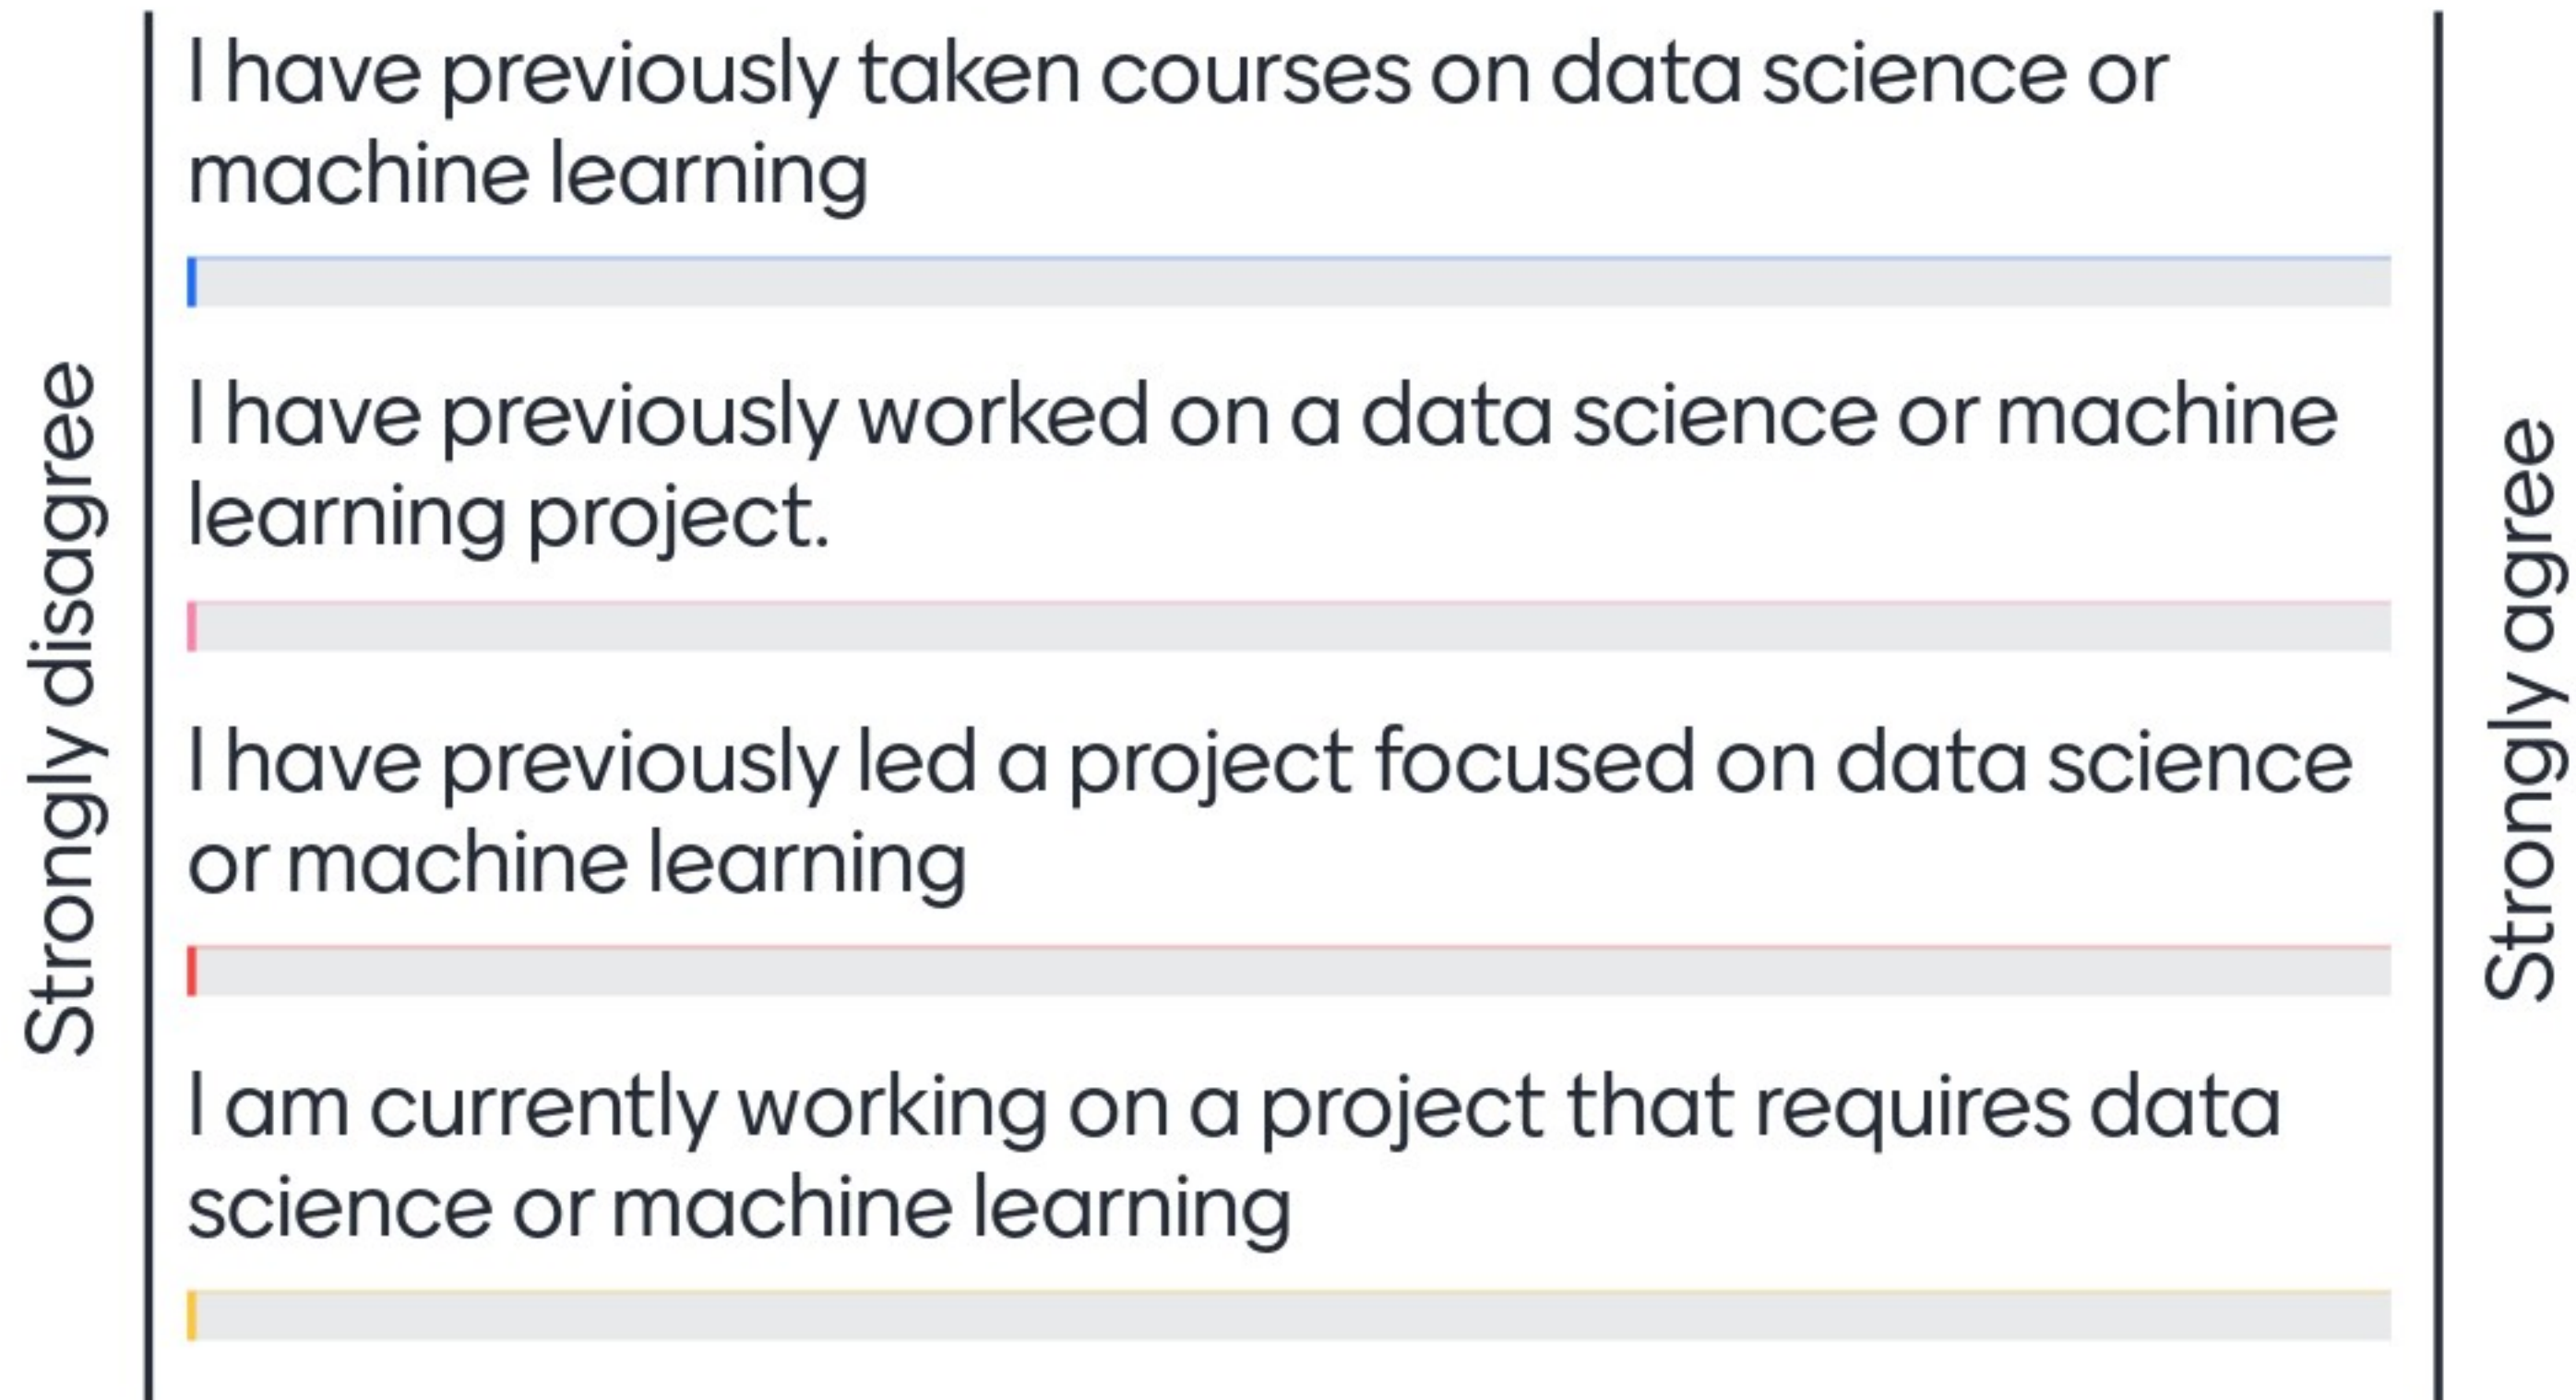 Strongly disagree
I have previously taken courses on data science or
machine learning
I have previously worked on a data science or machine
learning project.
I have previously led a project focused on data science
or machine learning
I am currently working on a project that requires data
science or machine learning
Strongly agree